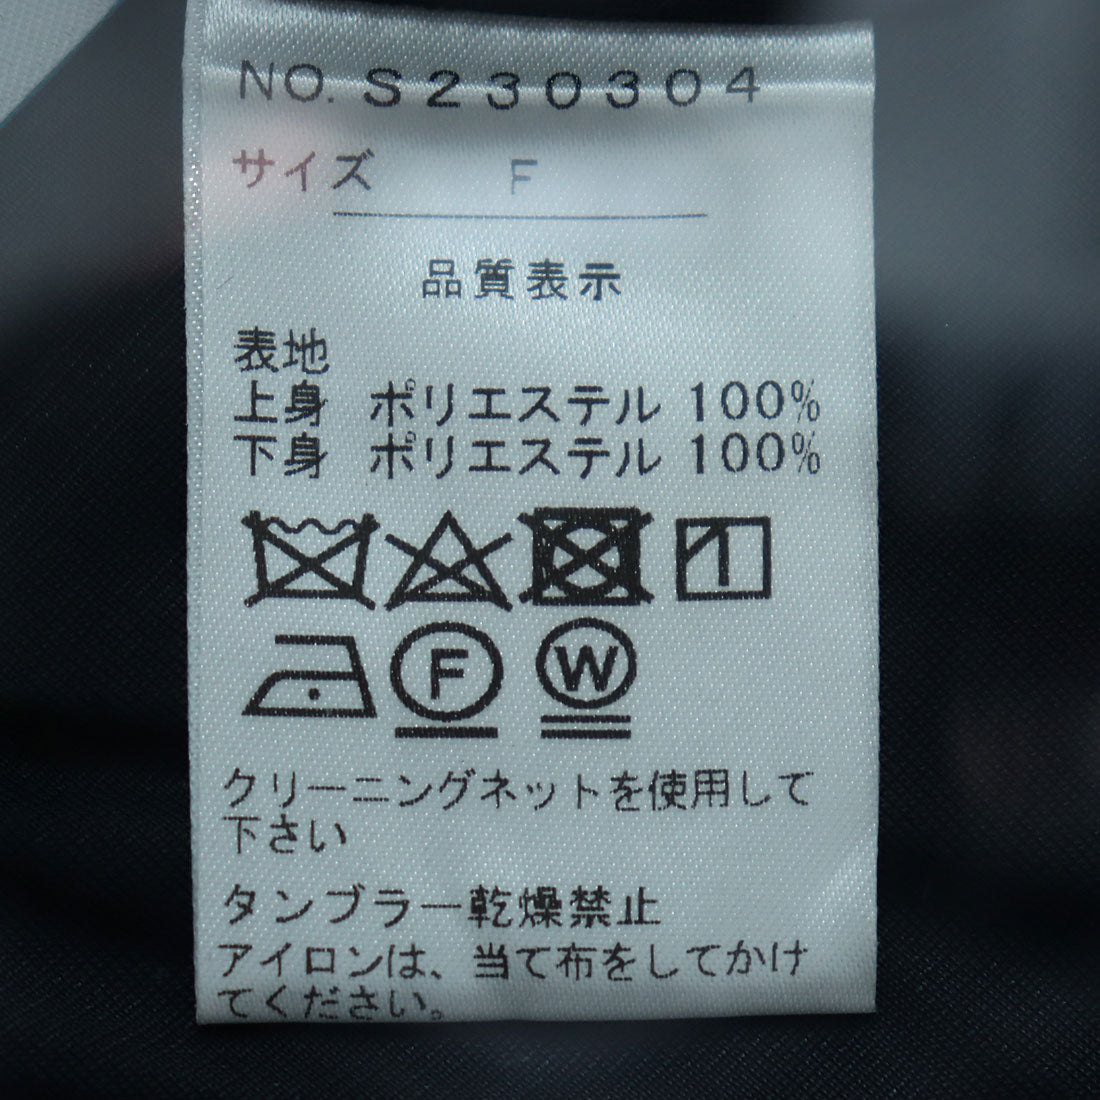 NO. S230304
サイズ F
品質表示
表地
上身 ポリエステル 100%
下身 ポリエステル 100%
F W
クリーニングネットを使用して
下さい
タンブラー乾燥禁止
アイロンは、当て布をしてかけ
てください。